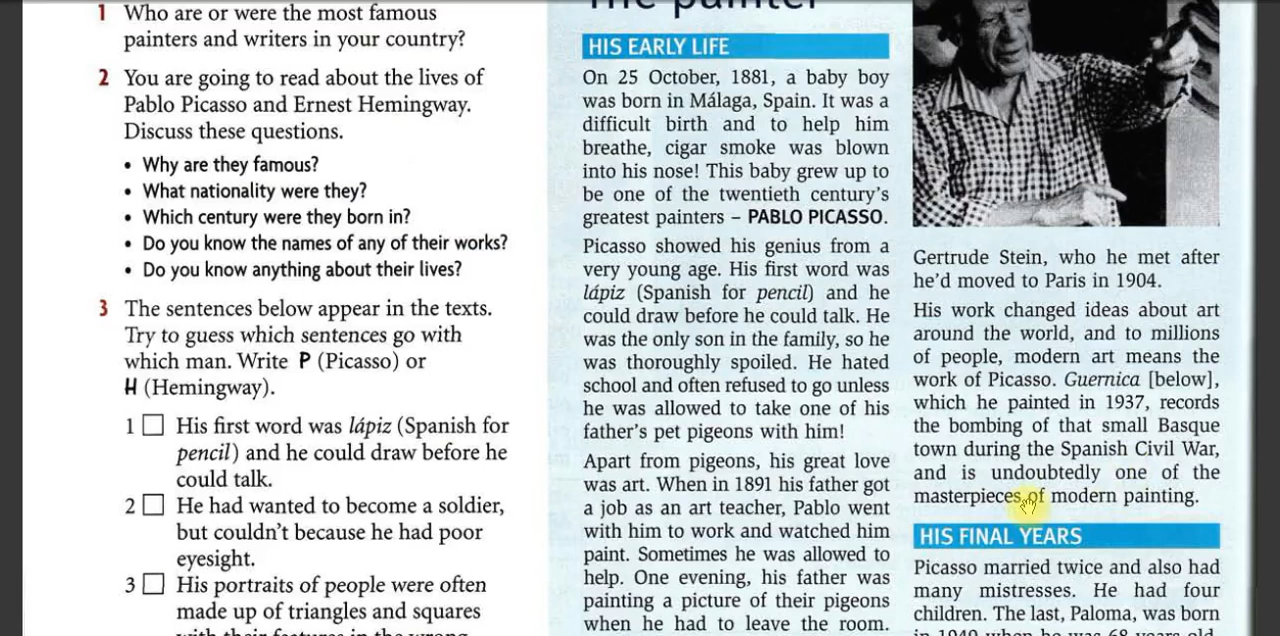 1 Who are or were the most famous
painters and writers in your country?
2 You are going to read about the lives of
Pablo Picasso and Ernest Hemingway.
Discuss these questions.
• Why are they famous?
• What nationality were they?
• Which century were they born in?
• Do you know the names of any of their works?
• Do you know anything about their lives?
3 The sentences below appear in the texts.
Try to guess which sentences go with
which man. Write P (Picasso) or
H (Hemingway).
1 His first word was lápiz (Spanish for
pencil) and he could draw before he
could talk.
2 He had wanted to become a soldier,
but couldn't because he had poor
eyesight.
3 His portraits of people were often
made up of triangles and squares
with their features in the wrong
The painter
HIS EARLY LIFE
On 25 October, 1881, a baby boy
was born in Málaga, Spain. It was a
difficult birth and to help him
breathe, cigar smoke was blown
into his nose! This baby grew up to
be one of the twentieth century's
greatest painters – PABLO PICASSO.
Picasso showed his genius from a
very young age. His first word was
lápiz (Spanish for pencil) and he
could draw before he could talk. He
was the only son in the family, so he
was thoroughly spoiled. He hated
school and often refused to go unless
he was allowed to take one of his
father's pet pigeons with him!
Apart from pigeons, his great love
was art. When in 1891 his father got
a job as an art teacher, Pablo went
with him to work and watched him
paint. Sometimes he was allowed to
help. One evening, his father was
painting a picture of their pigeons
when he had to leave the room.
Gertrude Stein, who he met after
he'd moved to Paris in 1904.
His work changed ideas about art
around the world, and to millions
of people, modern art means the
work of Picasso. Guernica [below],
which he painted in 1937, records
the bombing of that small Basque
town during the Spanish Civil War,
and is undoubtedly one of the
masterpieces of modern painting.
HIS FINAL YEARS
Picasso married twice and also had
many mistresses. He had four
children. The last, Paloma, was born
in 1949 when he was 68 years old.